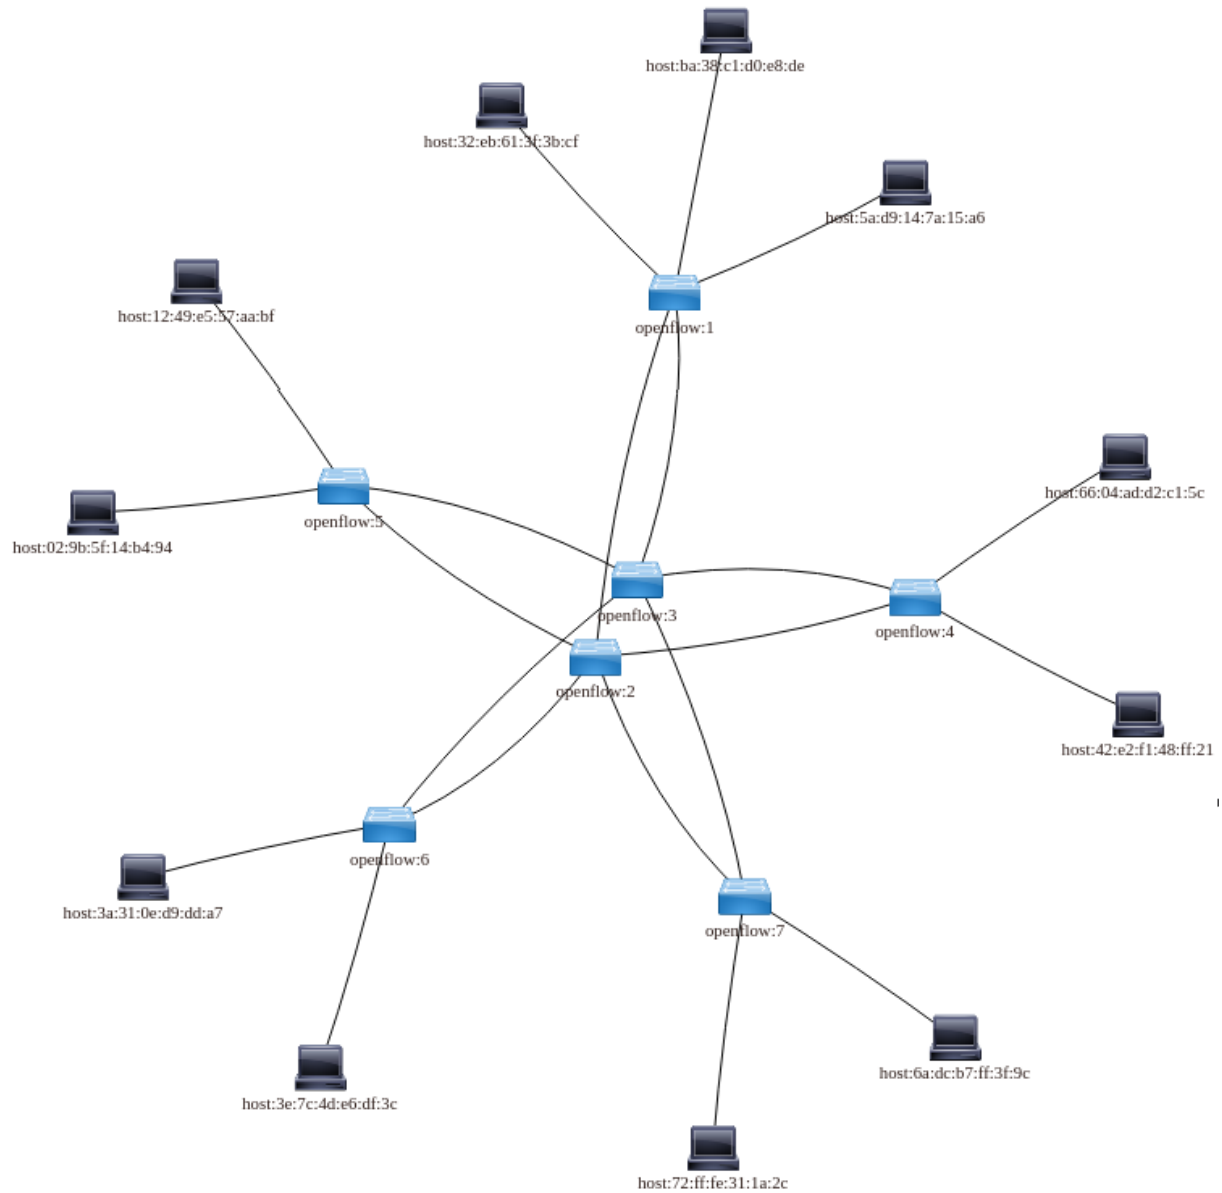 host:ba:38:c1:d0:e8:de
host:32:eb:61:3f:3b:cf
host:5a:d9:14:7a:15:a6
host:12:49:e5:57:aa:bf
openflow:1
host:66:04:ad:d2:c1:5c
openflow:5
host:02:9b:5f:14:b4:94
openflow:3
openflow:4
openflow:2
host:42:e2:f1:48:ff:21
openflow:6
host:3a:31:0e:d9:dd:a7
openflow:7
host:6a:dc:b7:ff:3f:9c
host:3e:7c:4d:e6:df:3c
host:72:ff:fe:31:1a:2c